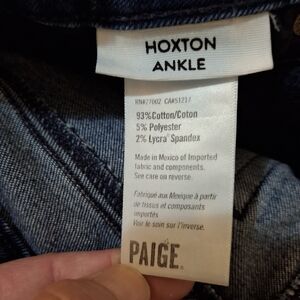 HOXTON
ANKLE
RN#77002 CA#51217
93%Cotton/Coton
5% Polyester
2% Lycra® Spandex
Made in Mexico of Imported
fabric and components.
See care on reverse.
Fabriqué aux Mexique à partir
de tissus et composants
importés
Voir le soin sur l'inverse.
PAIGE